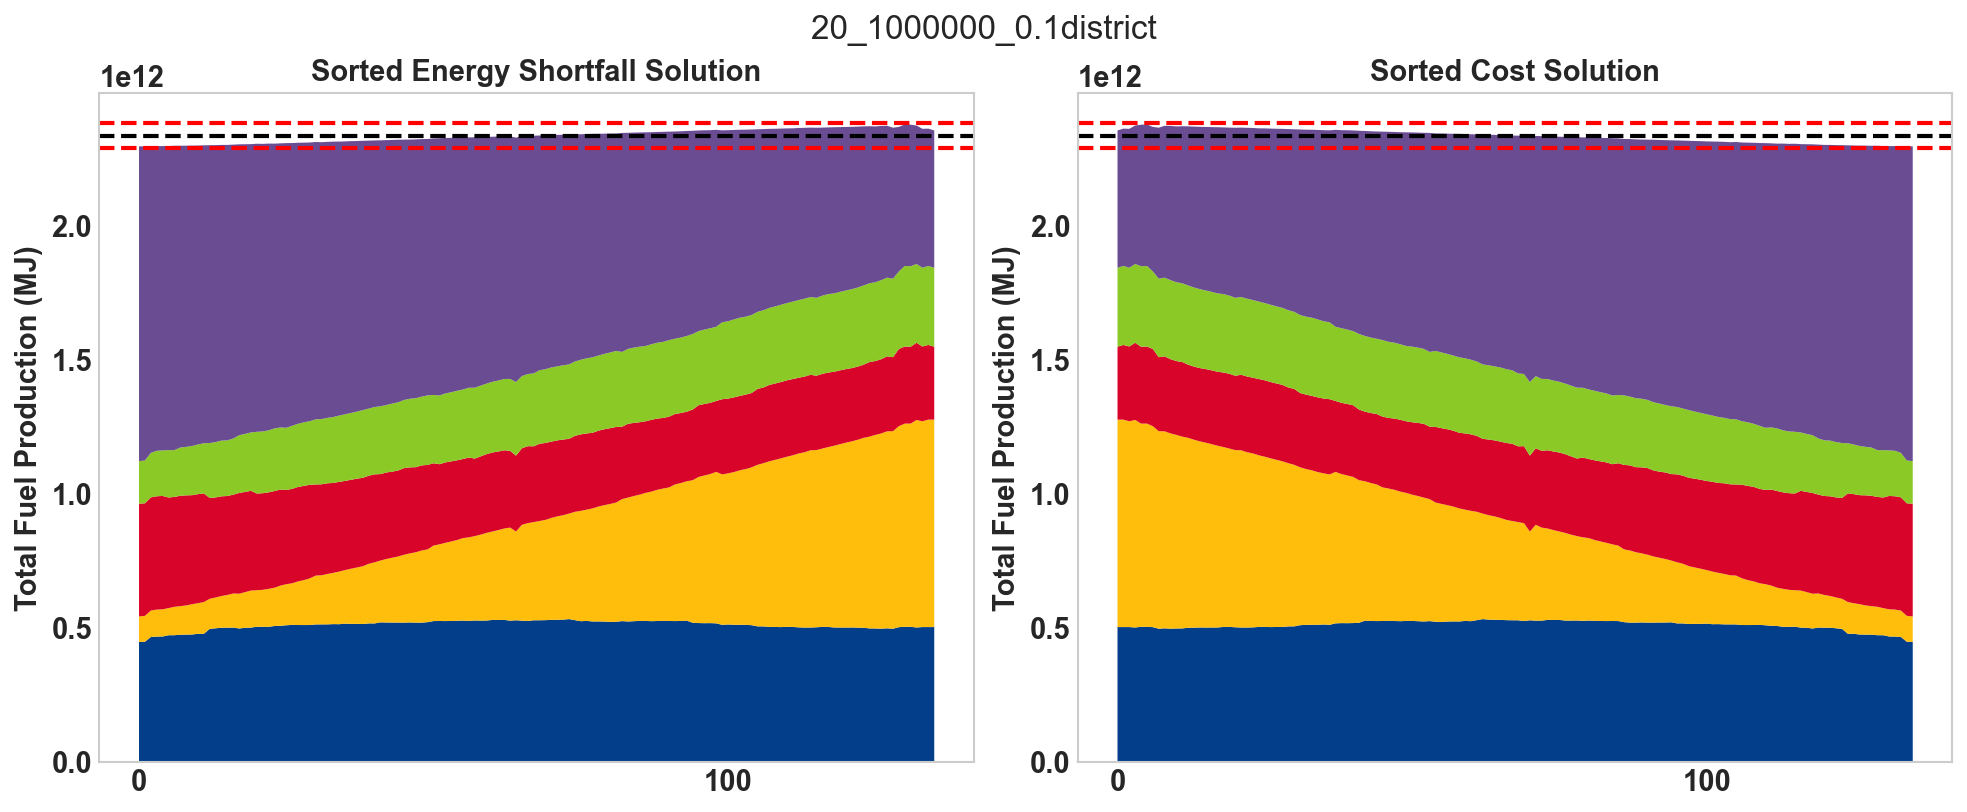 20_1000000_0.1district
Sorted Energy Shortfall Solution
1e12
Total Fuel Production (MJ)
2.0
1.5
1.0
0.5
0.0
0
100
Sorted Cost Solution
1e12
Total Fuel Production (MJ)
2.0
1.5
1.0
0.5
0.0
0
100